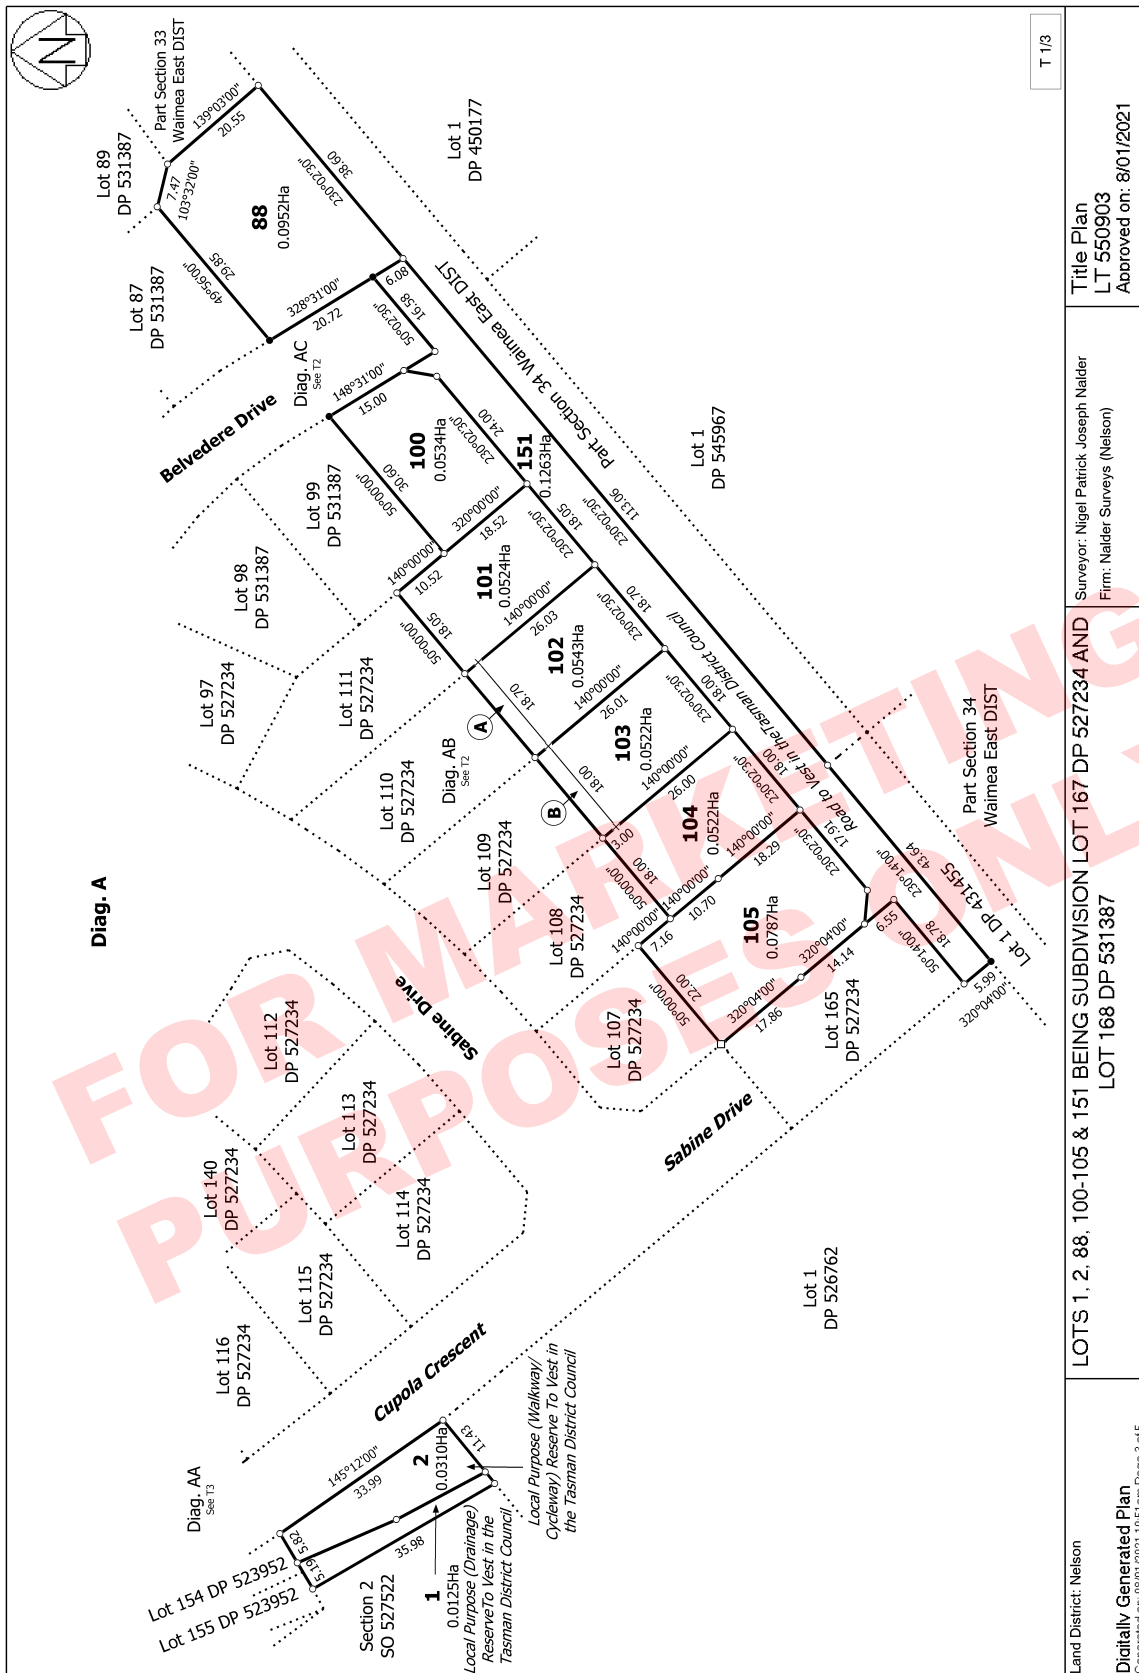 N
Diag. A
Lot 89
DP 531387
Part Section 33
Waimea East DIST
Lot 87
DP 531387
7.47
103°32'00"
139°03'00"
20.55
49°56'00"
29.85
88
0.0952Ha
230°02'30"
38.60
328°31'00"
20.72
6.08
16.58
50°02'30"
Lot 1
DP 450177
Diag. AC
See T2
Belvedere Drive
148°31'00"
15.00
100
0.0534Ha
24.00
230°02'30"
30.60
50°00'00"
Part Section 34 Waimea East DIST
151
0.1263Ha
Lot 1
DP 545967
113.06
230°02'30"
Lot 99
DP 531387
Lot 98
DP 531387
Lot 97
DP 527234
Lot 111
DP 527234
140°00'00"
10.52
320°00'00"
18.52
101
0.0524Ha
18.05
50°00'00"
18.05
230°02'30"
140°00'00"
26.03
102
0.0543Ha
18.70
18.70
230°02'30"
140°00'00"
26.01
A
Diag. AB
See T2
Lot 110
DP 527234
103
0.0522Ha
18.00
18.00
230°02'30"
140°00'00"
26.00
B
Lot 109
DP 527234
3.00
104
0.0522Ha
18.00
50°00'00"
18.00
230°02'30"
140°00'00"
10.70
140°00'00"
18.29
Road to Vest in theTasman District Council
Part Section 34
Waimea East DIST
Lot 108
DP 527234
140°00'00"
7.16
105
0.0787Ha
17.91
230°02'30"
22.00
50°00'00"
320°04'00"
17.86
320°04'00"
14.14
6.55
230°14'00"
43.64
50°14'00"
18.78
5.99
320°04'00"
Lot 1 DP 431455
Lot 107
DP 527234
Lot 165
DP 527234
Sabine Drive
Sabine Drive
Lot 112
DP 527234
Lot 113
DP 527234
Lot 140
DP 527234
Lot 114
DP 527234
Lot 115
DP 527234
Lot 116
DP 527234
Lot 1
DP 526762
Cupola Crescent
Diag. AA
See T3
145°12'00"
33.99
2
0.0310Ha
11.43
5.82
5.19
35.98
Lot 154 DP 523952
Lot 155 DP 523952
Section 2
SO 527522
1
0.0125Ha
Local Purpose (Drainage)
ReserveTo Vest in the
Tasman District Council
Local Purpose (Walkway/
Cycleway) Reserve To Vest in
the Tasman District Council
FOR MARKETING
PURPOSES ONLY
T 1/3
Land District: Nelson
Digitally Generated Plan
LOTS 1, 2, 88, 100-105 & 151 BEING SUBDIVISION LOT 167 DP 527234 AND
LOT 168 DP 531387
Surveyor: Nigel Patrick Joseph Nalder
Firm: Nalder Surveys (Nelson)
Title Plan
LT 550903
Approved on: 8/01/2021